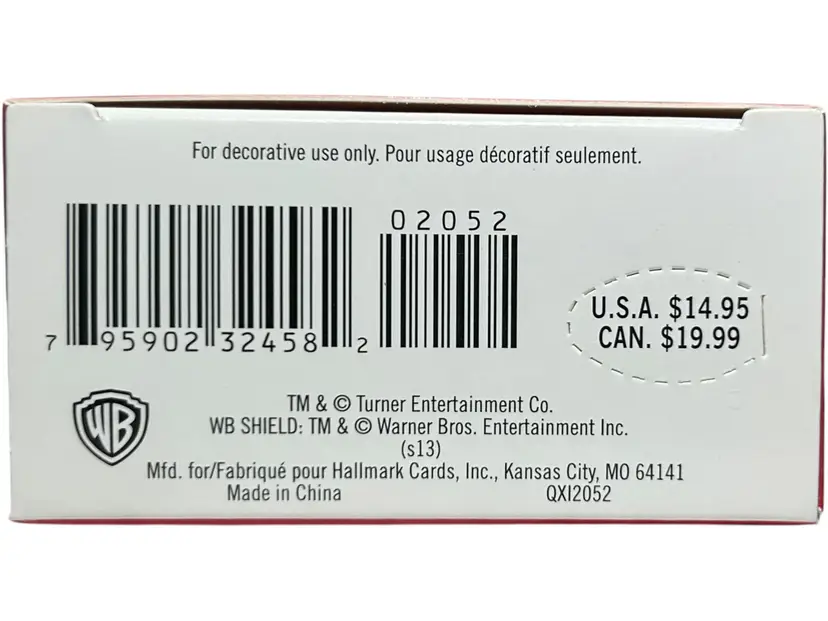 For decorative use only. Pour usage décoratif seulement.
02052
7 95902 32458 2
U.S.A. $14.95
CAN. $19.99
WB
TM & © Turner Entertainment Co.
WB SHIELD: TM & © Warner Bros. Entertainment Inc.
(s13)
Mfd. for/Fabriqué pour Hallmark Cards, Inc., Kansas City, MO 64141
Made in China QXI2052